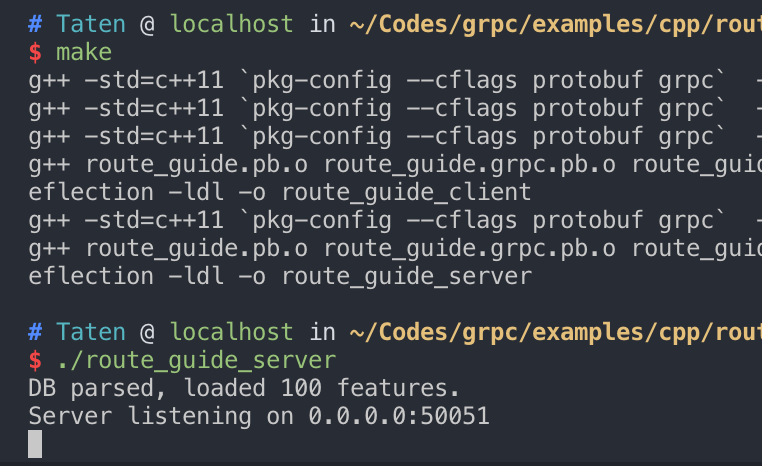 # Taten @ localhost in ~/Codes/grpc/examples/cpp/rout
$ make
g++ -std=c++11 `pkg-config --cflags protobuf grpc`  -
g++ -std=c++11 `pkg-config --cflags protobuf grpc`  -
g++ -std=c++11 `pkg-config --cflags protobuf grpc`  -
g++ route_guide.pb.o route_guide.grpc.pb.o route_guid
eflection -ldl -o route_guide_client
g++ -std=c++11 `pkg-config --cflags protobuf grpc`  -
g++ route_guide.pb.o route_guide.grpc.pb.o route_guid
eflection -ldl -o route_guide_server
# Taten @ localhost in ~/Codes/grpc/examples/cpp/rout
$ ./route_guide_server
DB parsed, loaded 100 features.
Server listening on 0.0.0.0:50051